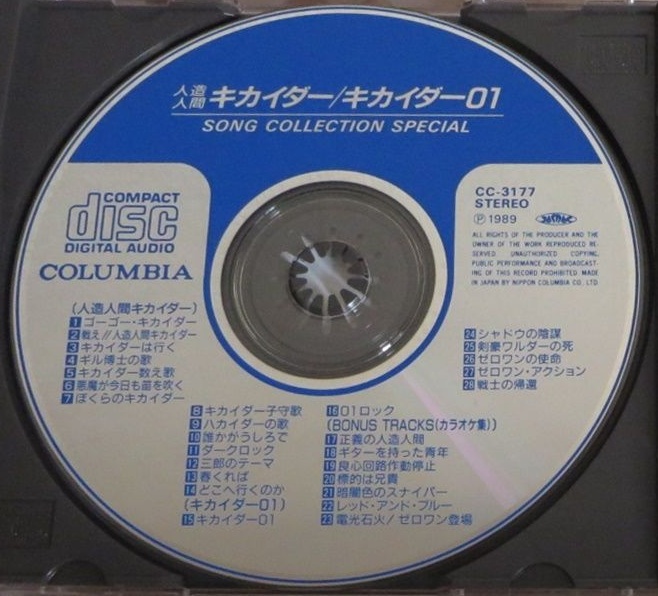 人造人間 キカイダー/キカイダー01
SONG COLLECTION SPECIAL
COMPACT
disc
DIGITAL AUDIO
COLUMBIA
CC-3177
STEREO
Ⓟ1989
ALL RIGHTS OF THE PRODUCER AND THE
OWNER OF THE WORK REPRODUCED RE-
SERVED. UNAUTHORIZED COPYING,
PUBLIC PERFORMANCE AND BROADCAST-
ING OF THIS RECORD PROHIBITED. MADE
IN JAPAN BY NIPPON COLUMBIA CO., LTD
(人造人間キカイダー)
1 ゴーゴー・キカイダー
2 戦え//人造人間キカイダー
3 キカイダーは行く
4 ギル博士の歌
5 キカイダー数え歌
6 悪魔が今日も笛を吹く
7 ぼくらのキカイダー
8 キカイダー子守歌
9 ハカイダーの歌
10 誰かがうしろで
11 ダークロック
12 三郎のテーマ
13 春くれば
14 どこへ行くのか
(キカイダー01)
15 キカイダー01
16 01ロック
(BONUS TRACKS(カラオケ集))
17 正義の人造人間
18 ギターを持った青年
19 良心回路作動停止
20 標的は兄貴
21 暗闇色のスナイパー
22 レッド・アンド・ブルー
23 電光石火/ゼロワン登場
24 シャドウの陰謀
25 剣豪ワルダーの死
26 ゼロワンの使命
27 ゼロワン・アクション
28 戦士の帰還